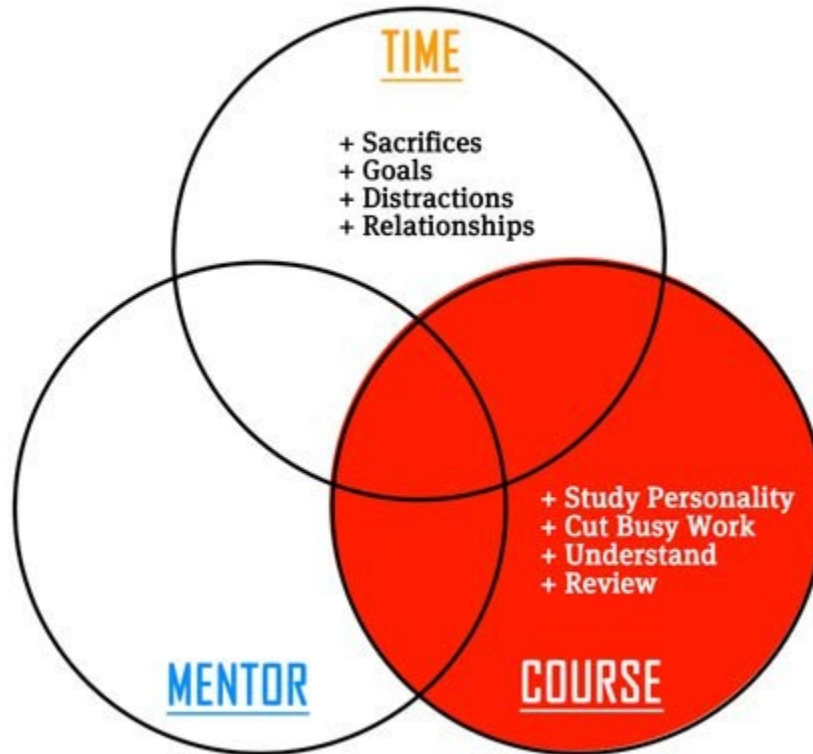 TIME
+ Sacrifices
+ Goals
+ Distractions
+ Relationships
+ Study Personality
+ Cut Busy Work
+ Understand
+ Review
MENTOR
COURSE